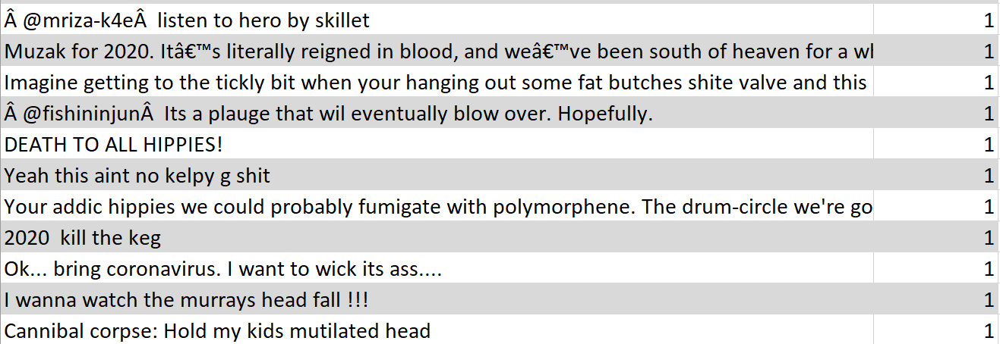 Â @mriza-k4eÂ  listen to hero by skillet 1
Muzak for 2020. Itâ€™s literally reigned in blood, and weâ€™ve been south of heaven for a wh 1
Imagine getting to the tickly bit when your hanging out some fat butches shite valve and this 1
Â @fishininjunÂ  Its a plauge that wil eventually blow over. Hopefully. 1
DEATH TO ALL HIPPIES! 1
Yeah this aint no kelpy g shit 1
Your addic hippies we could probably fumigate with polymorphene. The drum-circle we're go 1
2020  kill the keg 1
Ok... bring coronavirus. I want to wick its ass.... 1
I wanna watch the murrays head fall !!! 1
Cannibal corpse: Hold my kids mutilated head 1